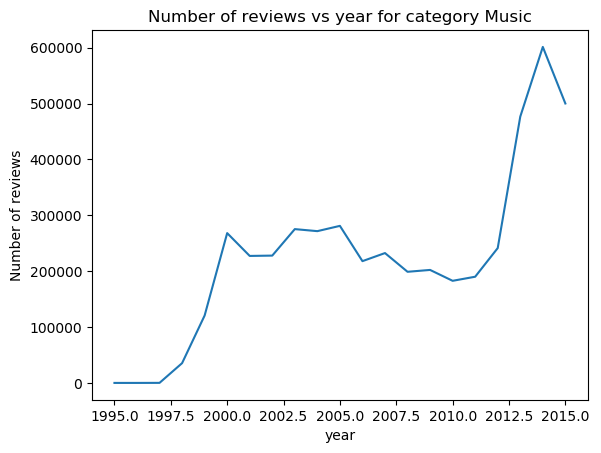 Number of reviews vs year for category Music
Number of reviews
600000
500000
400000
300000
200000
100000
0
1995.0 1997.5 2000.0 2002.5 2005.0 2007.5 2010.0 2012.5 2015.0
year